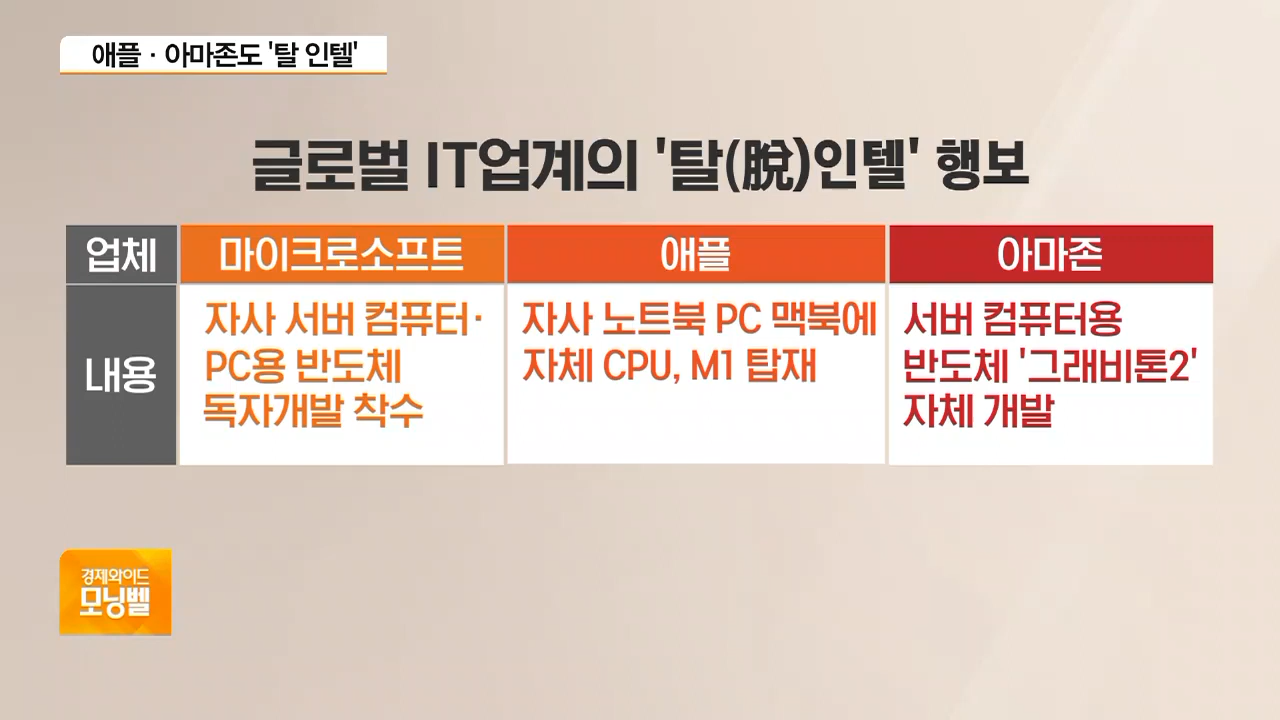 애플 · 아마존도 '탈 인텔'
글로벌 IT업계의 '탈(脫)인텔' 행보
업체
마이크로소프트
애플
아마존
내용
자사 서버 컴퓨터·
PC용 반도체
독자개발 착수
자사 노트북 PC 맥북에
자체 CPU, M1 탑재
서버 컴퓨터용
반도체 '그래비톤2'
자체 개발
경제와이드
모닝벨